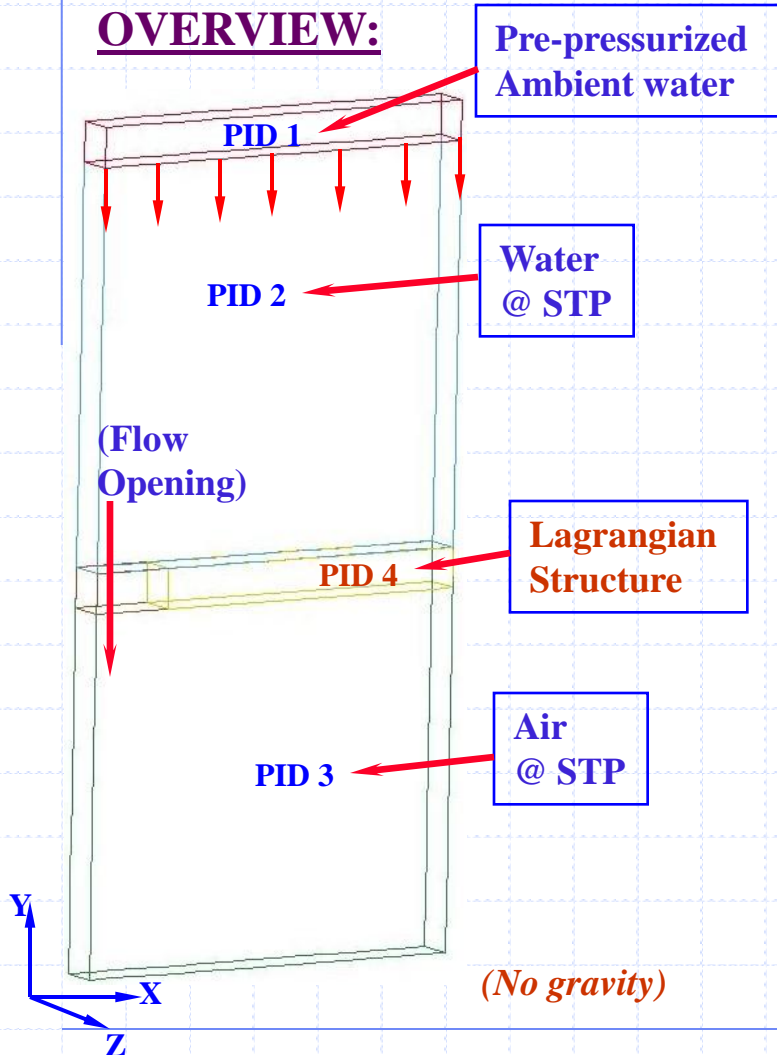 OVERVIEW:
Pre-pressurized
Ambient water
PID 1
Water
@ STP
PID 2
(Flow
Opening)
Lagrangian
Structure
PID 4
Air
@ STP
PID 3
Y
X
Z
(No gravity)